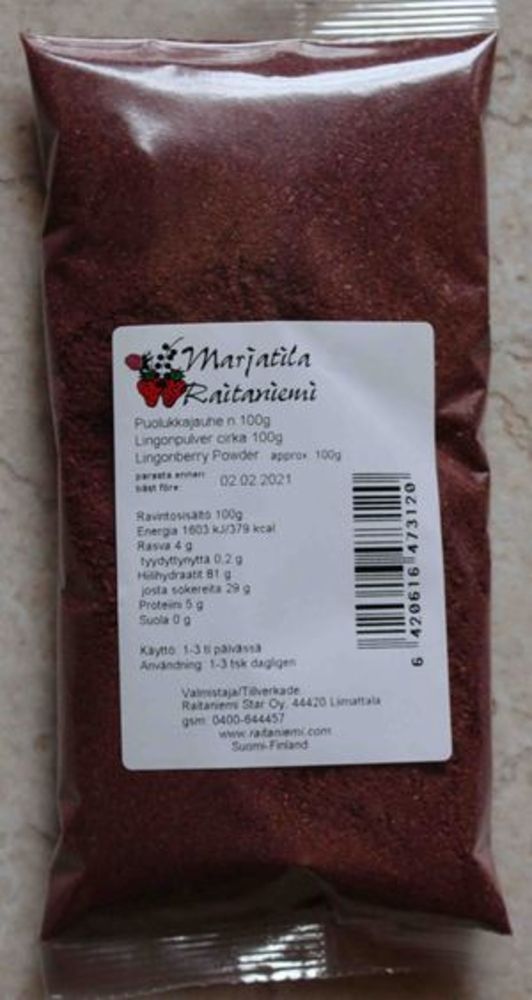 Marjatila
Raitaniemi
Puolukkajauhe n.100g
Lingonpulver cirka 100g
Lingonberry Powder approx. 100g
parasta ennen:
bäst före: 02.02.2021
Ravintosisältö 100g
Energia 1603 kJ/379 kcal
Rasva 4 g
tyydyttynyttä 0,2 g
Hiilihydraatit 81 g
josta sokereita 29 g
Proteiini 5 g
Suola 0 g
Käyttö: 1-3 tl päivässä
Användning: 1-3 tsk dagligen
Valmistaja/Tillverkade
Raitaniemi Star Oy, 44420 Liimattala
gsm: 0400-644457
www.raitaniemi.com
Suomi-Finland
6 420616 473120